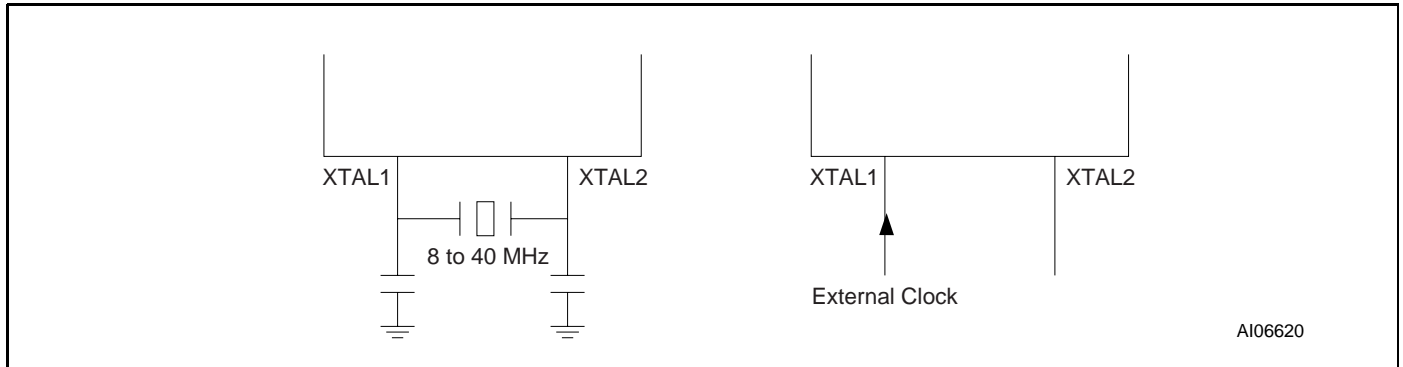 XTAL1
XTAL2
8 to 40 MHz
XTAL1
XTAL2
External Clock
AI06620